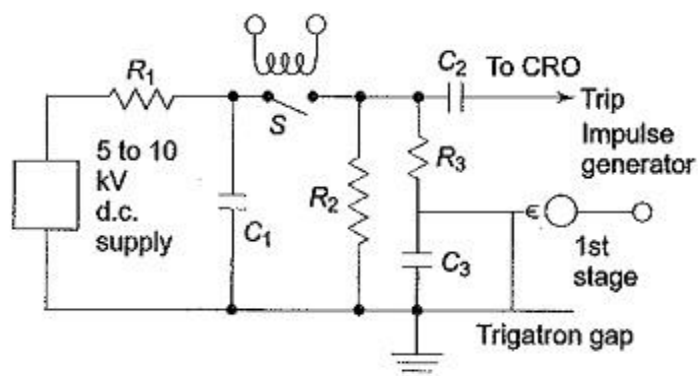 R1
C2
To CRO
Trip
Impulse
generator
S
5 to 10
kV
d.c.
supply
C1
R2
R3
ϵ
1st
stage
C3
Trigatron gap